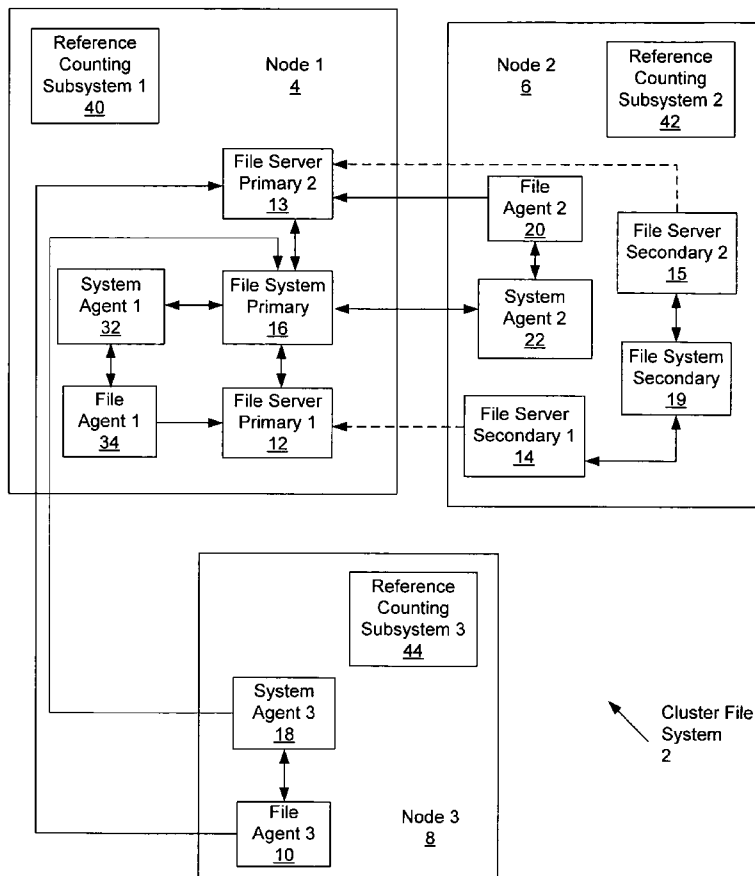 Reference
Counting
Subsystem 1
40
Node 1
4
File Server
Primary 2
13
System
Agent 1
32
File System
Primary
16
File
Agent 1
34
File Server
Primary 1
12
Node 2
6
Reference
Counting
Subsystem 2
42
File
Agent 2
20
File Server
Secondary 2
15
System
Agent 2
22
File System
Secondary
19
File Server
Secondary 1
14
Reference
Counting
Subsystem 3
44
System
Agent 3
18
File
Agent 3
10
Node 3
8
Cluster File
System
2